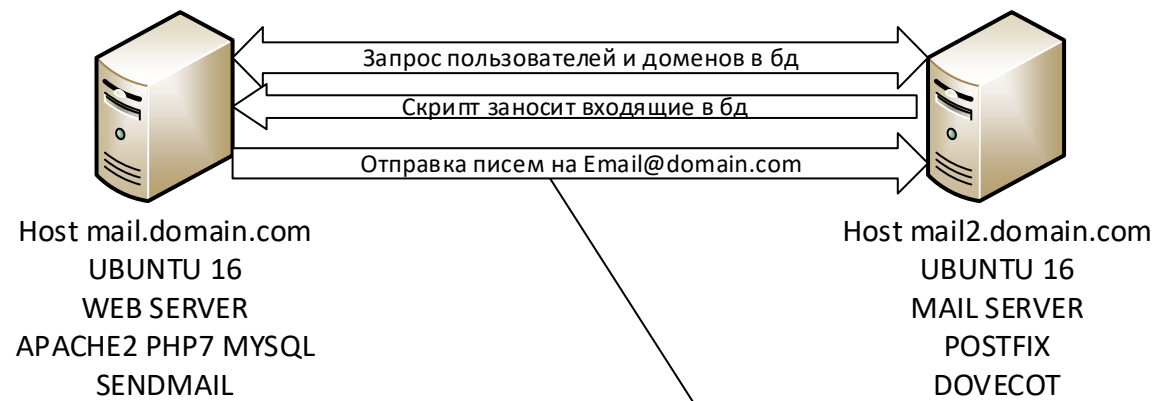 Запрос пользователей и доменов в бд
Скрипт заносит входящие в бд
Отправка писем на Email@domain.com
Host mail.domain.com
UBUNTU 16
WEB SERVER
APACHE2 PHP7 MYSQL
SENDMAIL
Host mail2.domain.com
UBUNTU 16
MAIL SERVER
POSTFIX
DOVECOT